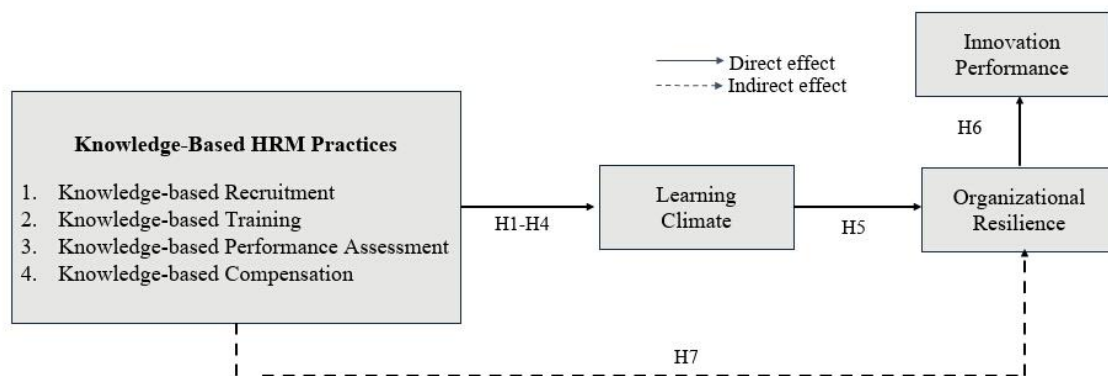 Innovation
Performance
Direct effect
Indirect effect
H6
Knowledge-Based HRM Practices
1. Knowledge-based Recruitment
2. Knowledge-based Training
3. Knowledge-based Performance Assessment
4. Knowledge-based Compensation
H1-H4
Learning
Climate
H5
Organizational
Resilience
H7